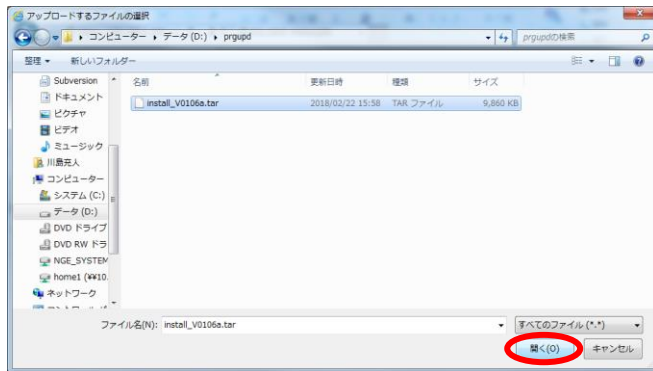 アップロードするファイルの選択
コンピューター ▸ データ (D:) ▸ prgupd
prgupdの検索
整理 ▾ 新しいフォルダー
Subversion
ドキュメント
ピクチャ
ビデオ
ミュージック
川島克人
コンピューター
システム (C:)
データ (D:)
DVD ドライブ
DVD RW ドラ
NGE_SYSTEM
home1 (¥¥10.
ネットワーク
名前 更新日時 種類 サイズ
install_V0106a.tar 2018/02/22 15:58 TAR ファイル 9,860 KB
ファイル名(N): install_V0106a.tar
すべてのファイル (*.*)
開く(O) キャンセル